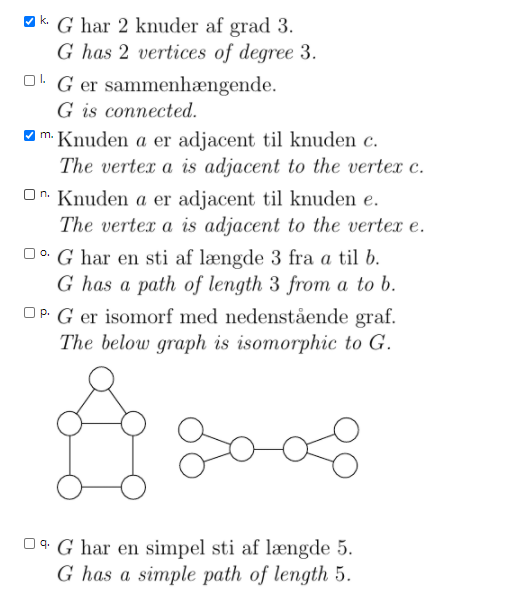 k. G har 2 knuder af grad 3.
G has 2 vertices of degree 3.
l. G er sammenhængende.
G is connected.
m. Knuden a er adjacent til knuden c.
The vertex a is adjacent to the vertex c.
n. Knuden a er adjacent til knuden e.
The vertex a is adjacent to the vertex e.
o. G har en sti af længde 3 fra a til b.
G has a path of length 3 from a to b.
p. G er isomorf med nedenstående graf.
The below graph is isomorphic to G.
q. G har en simpel sti af længde 5.
G has a simple path of length 5.